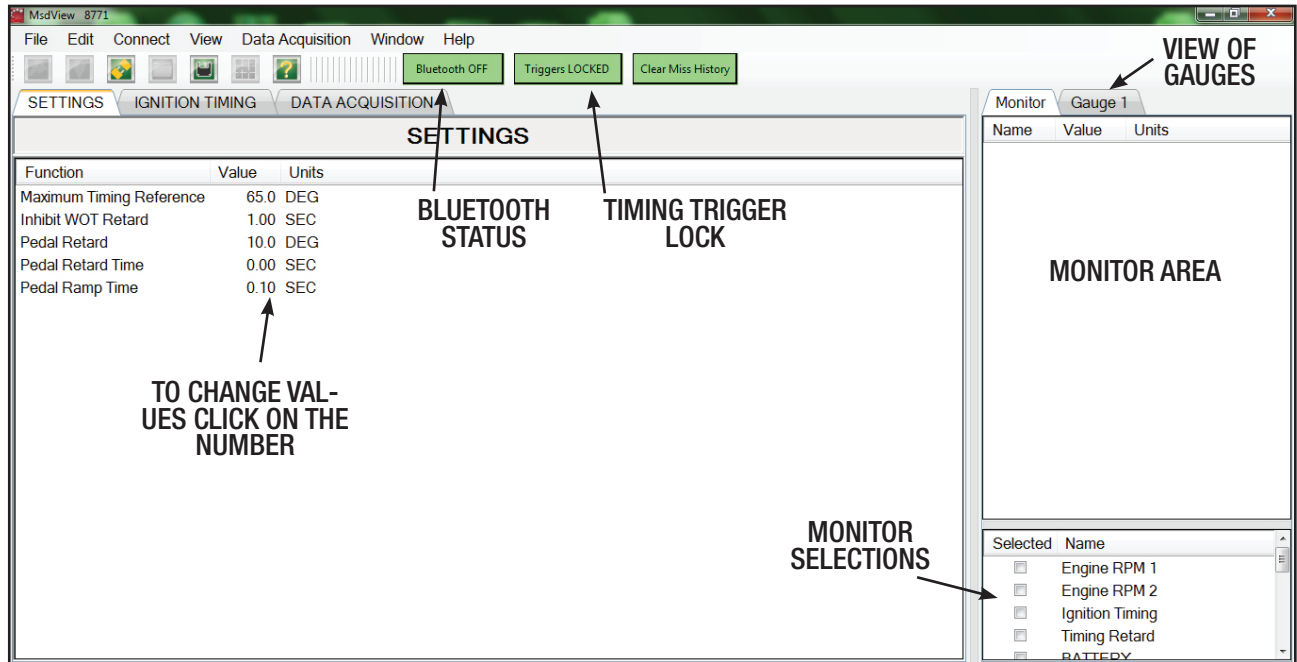 MsdView 8771
File Edit Connect View Data Acquisition Window Help
Bluetooth OFF Triggers LOCKED Clear Miss History
VIEW OF
GAUGES
SETTINGS IGNITION TIMING DATA ACQUISITION
Monitor Gauge 1
SETTINGS
Name Value Units
Function Value Units
Maximum Timing Reference 65.0 DEG
Inhibit WOT Retard 1.00 SEC
Pedal Retard 10.0 DEG
Pedal Retard Time 0.00 SEC
Pedal Ramp Time 0.10 SEC
BLUETOOTH
STATUS
TIMING TRIGGER
LOCK
MONITOR AREA
TO CHANGE VAL-
UES CLICK ON THE
NUMBER
MONITOR
SELECTIONS
Selected Name
Engine RPM 1
Engine RPM 2
Ignition Timing
Timing Retard
BATTERY